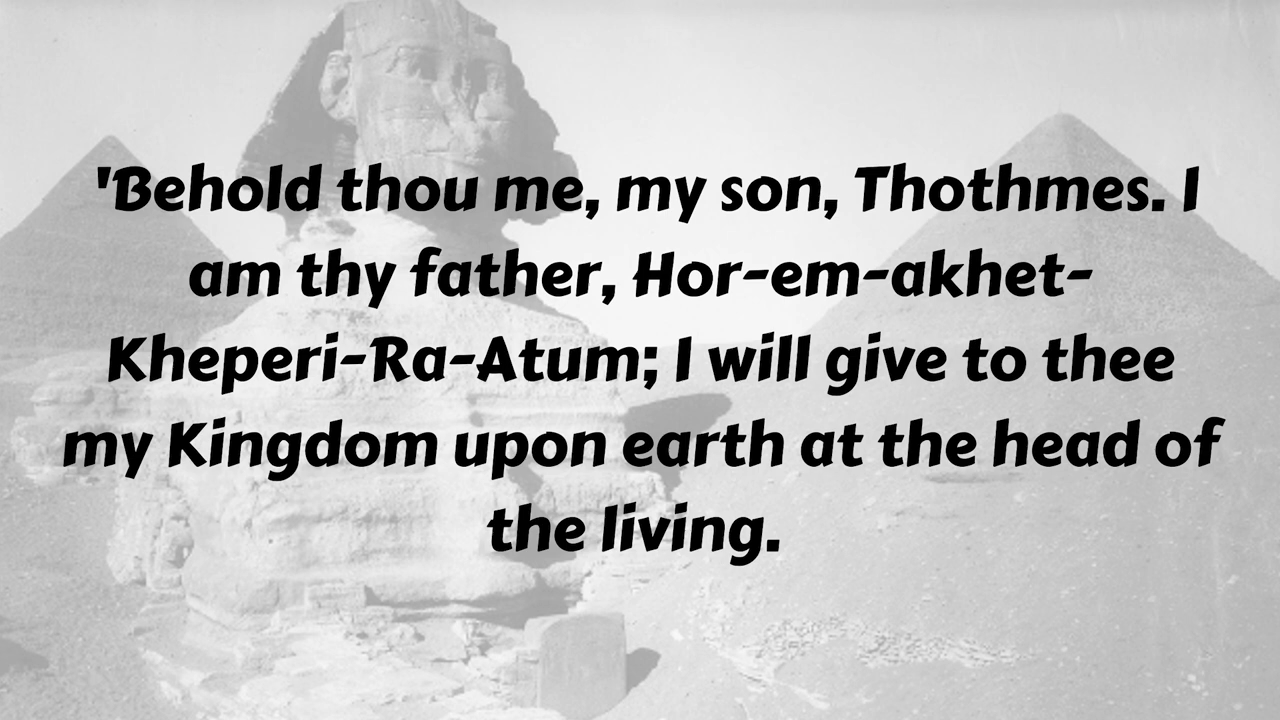 'Behold thou me, my son, Thothmes. I
am thy father, Hor-em-akhet-
Kheperi-Ra-Atum; I will give to thee
my Kingdom upon earth at the head of
the living.